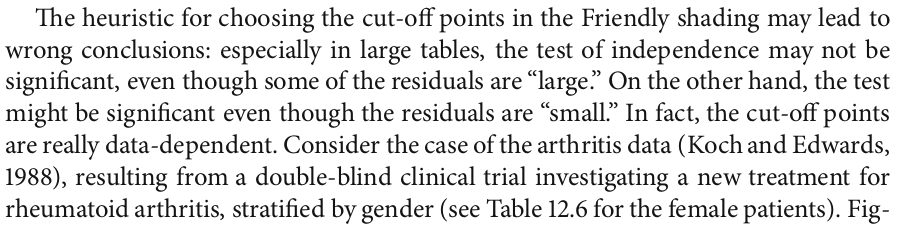 The heuristic for choosing the cut-off points in the Friendly shading may lead to
wrong conclusions: especially in large tables, the test of independence may not be
significant, even though some of the residuals are “large.” On the other hand, the test
might be significant even though the residuals are “small.” In fact, the cut-off points
are really data-dependent. Consider the case of the arthritis data (Koch and Edwards,
1988), resulting from a double-blind clinical trial investigating a new treatment for
rheumatoid arthritis, stratified by gender (see Table 12.6 for the female patients). Fig-